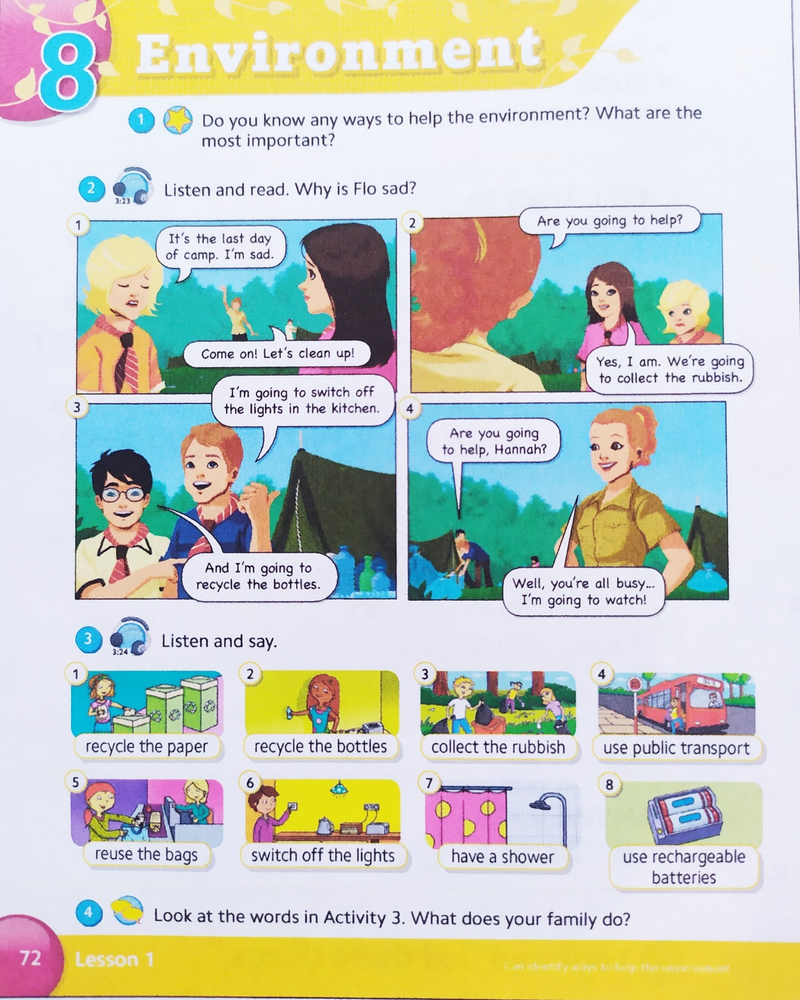 8
Environment
1 Do you know any ways to help the environment? What are the
most important?
2 3:23 Listen and read. Why is Flo sad?
1
It's the last day
of camp. I'm sad.
Come on! Let's clean up!
2
Are you going to help?
Yes, I am. We're going
to collect the rubbish.
3
I'm going to switch off
the lights in the kitchen.
And I'm going to
recycle the bottles.
4
Are you going
to help, Hannah?
Well, you're all busy...
I'm going to watch!
3 3:24 Listen and say.
1
recycle the paper
2
recycle the bottles
3
collect the rubbish
4
use public transport
5
reuse the bags
6
switch off the lights
7
have a shower
8
use rechargeable
batteries
4 Look at the words in Activity 3. What does your family do?
72 Lesson 1
Can identify ways to help the environment